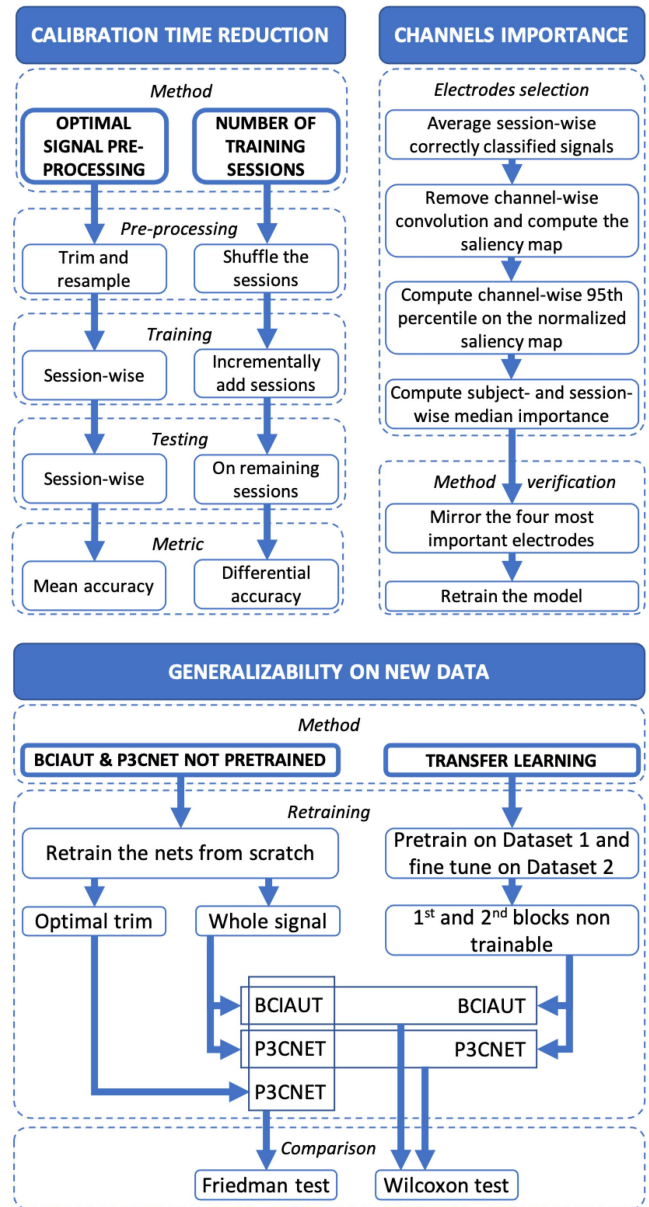 CALIBRATION TIME REDUCTION
Method
OPTIMAL
SIGNAL PRE-
PROCESSING
NUMBER OF
TRAINING
SESSIONS
Pre-processing
Trim and
resample
Shuffle the
sessions
Training
Session-wise
Incrementally
add sessions
Testing
Session-wise
On remaining
sessions
Metric
Mean accuracy
Differential
accuracy
CHANNELS IMPORTANCE
Electrodes selection
Average session-wise
correctly classified signals
Remove channel-wise
convolution and compute the
saliency map
Compute channel-wise 95th
percentile on the normalized
saliency map
Compute subject- and session-
wise median importance
Method verification
Mirror the four most
important electrodes
Retrain the model
GENERALIZABILITY ON NEW DATA
Method
BCIAUT & P3CNET NOT PRETRAINED
TRANSFER LEARNING
Retraining
Retrain the nets from scratch
Pretrain on Dataset 1 and
fine tune on Dataset 2
Optimal trim
Whole signal
1st and 2nd blocks non
trainable
BCIAUT
BCIAUT
P3CNET
P3CNET
P3CNET
Comparison
Friedman test
Wilcoxon test